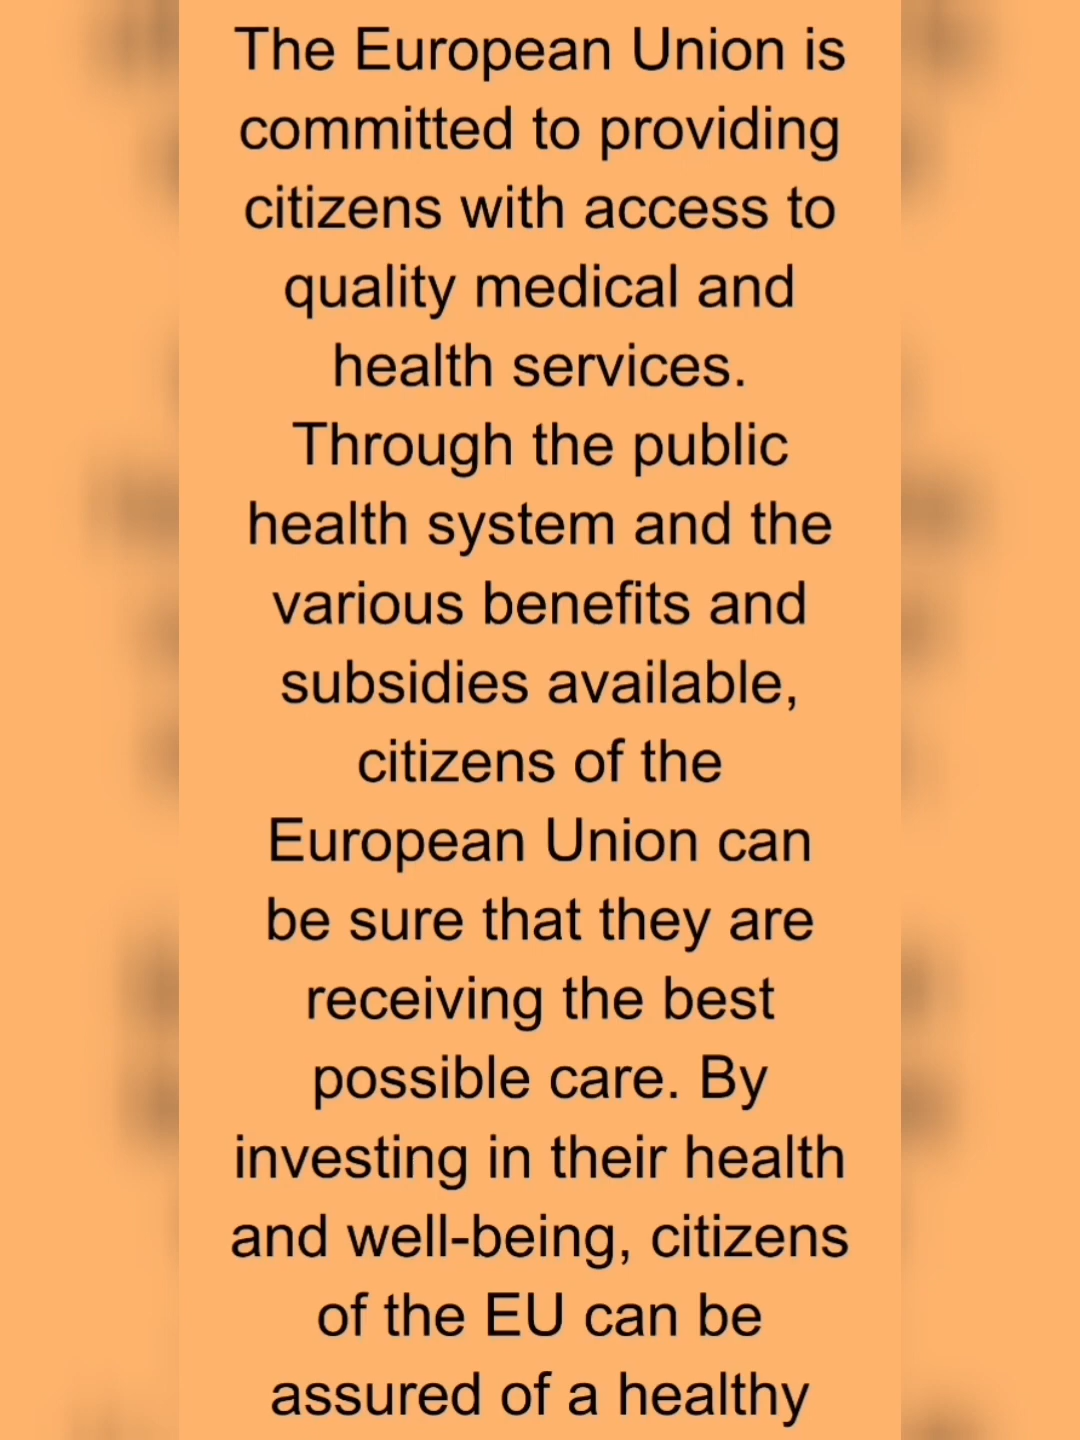 The European Union is
committed to providing
citizens with access to
quality medical and
health services.
Through the public
health system and the
various benefits and
subsidies available,
citizens of the
European Union can
be sure that they are
receiving the best
possible care. By
investing in their health
and well-being, citizens
of the EU can be
assured of a healthy